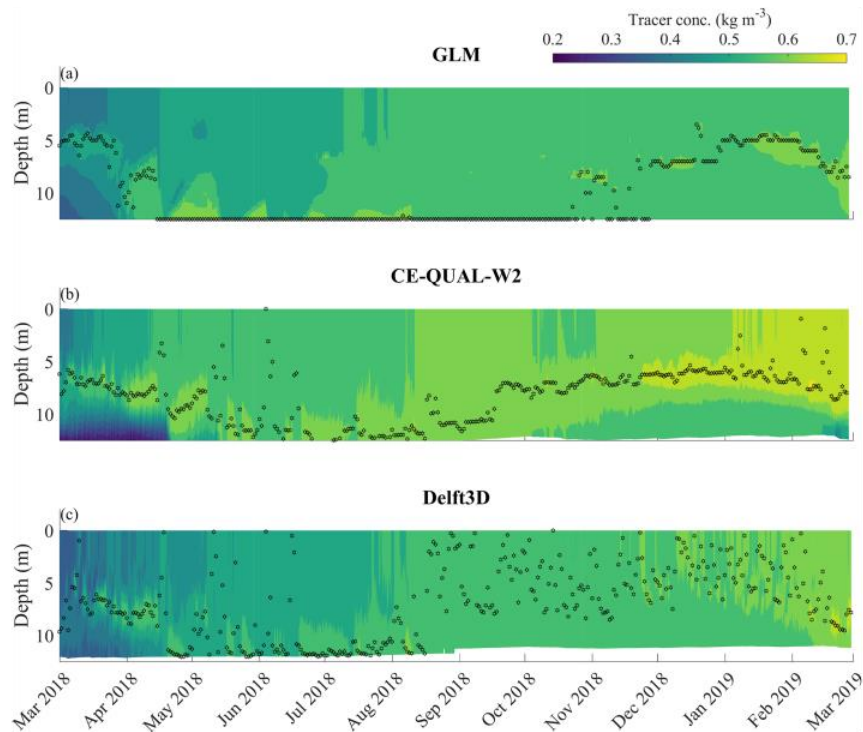 Tracer conc. (kg m⁻³)
0.2 0.3 0.4 0.5 0.6 0.7
GLM
(a)
0
5
10
Depth (m)
CE-QUAL-W2
(b)
0
5
10
Depth (m)
Delft3D
(c)
0
5
10
Depth (m)
Mar 2018 Apr 2018 May 2018 Jun 2018 Jul 2018 Aug 2018 Sep 2018 Oct 2018 Nov 2018 Dec 2018 Jan 2019 Feb 2019 Mar 2019